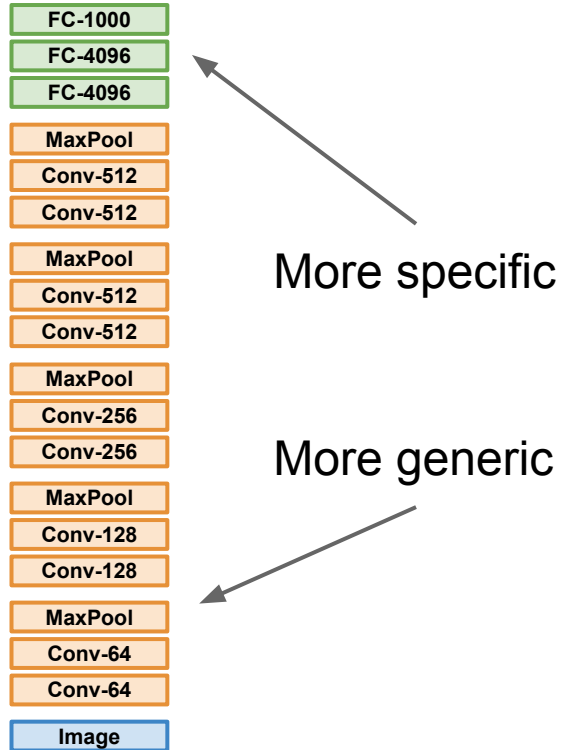 FC-1000
FC-4096
FC-4096
MaxPool
Conv-512
Conv-512
MaxPool
Conv-512
Conv-512
MaxPool
Conv-256
Conv-256
MaxPool
Conv-128
Conv-128
MaxPool
Conv-64
Conv-64
Image
More specific
More generic